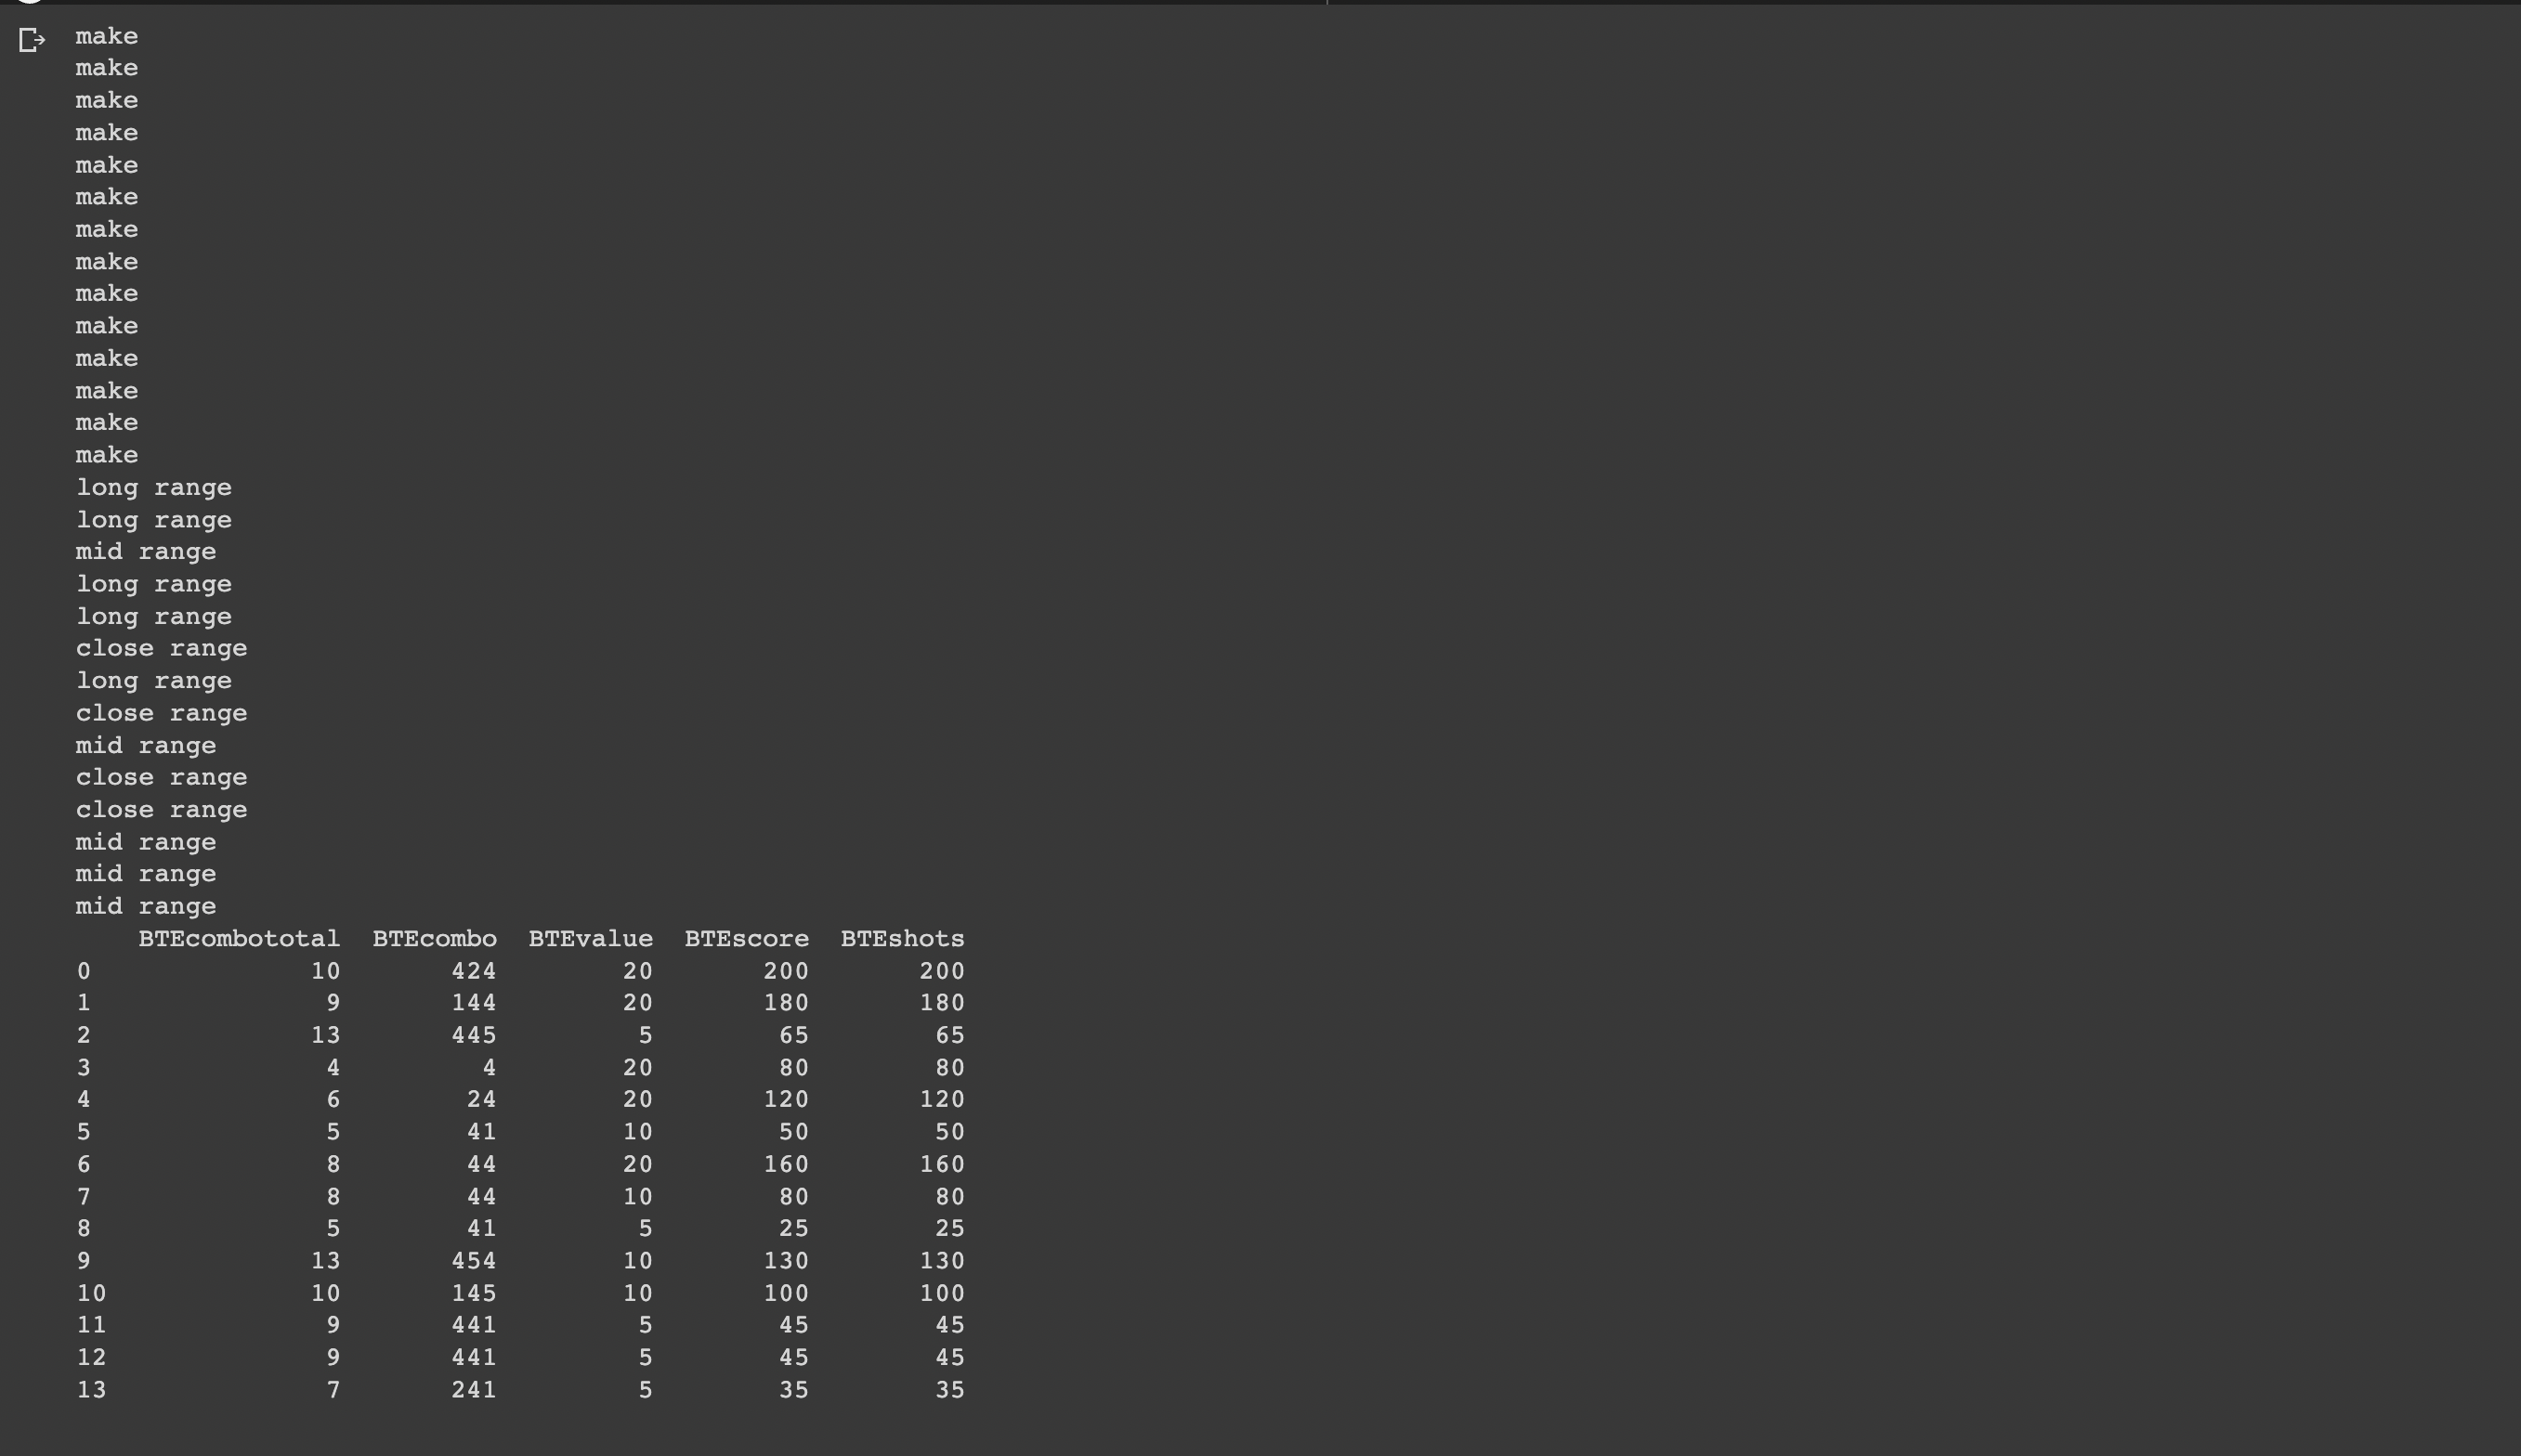 make
make
make
make
make
make
make
make
make
make
make
make
make
make
long range
long range
mid range
long range
long range
close range
long range
close range
mid range
close range
close range
mid range
mid range
mid range
BTEcombototal BTEcombo BTEvalue BTEscore BTEshots
0 10 424 20 200 200
1 9 144 20 180 180
2 13 445 5 65 65
3 4 4 20 80 80
4 6 24 20 120 120
5 5 41 10 50 50
6 8 44 20 160 160
7 8 44 10 80 80
8 5 41 5 25 25
9 13 454 10 130 130
10 10 145 10 100 100
11 9 441 5 45 45
12 9 441 5 45 45
13 7 241 5 35 35